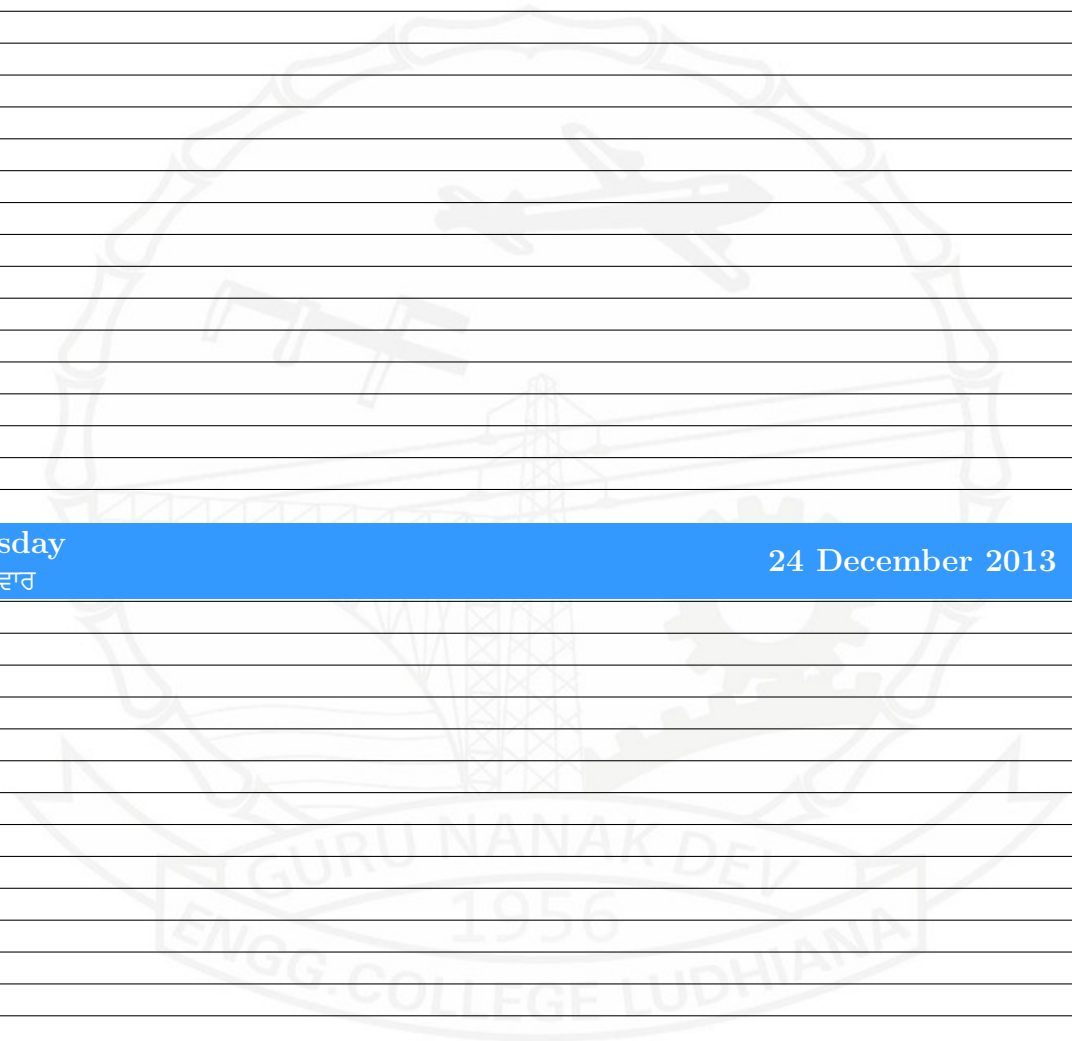 sday
ਵਾਰ
24 December 2013
GURU NANAK DEV
1956
ENGG. COLLEGE LUDHIANA